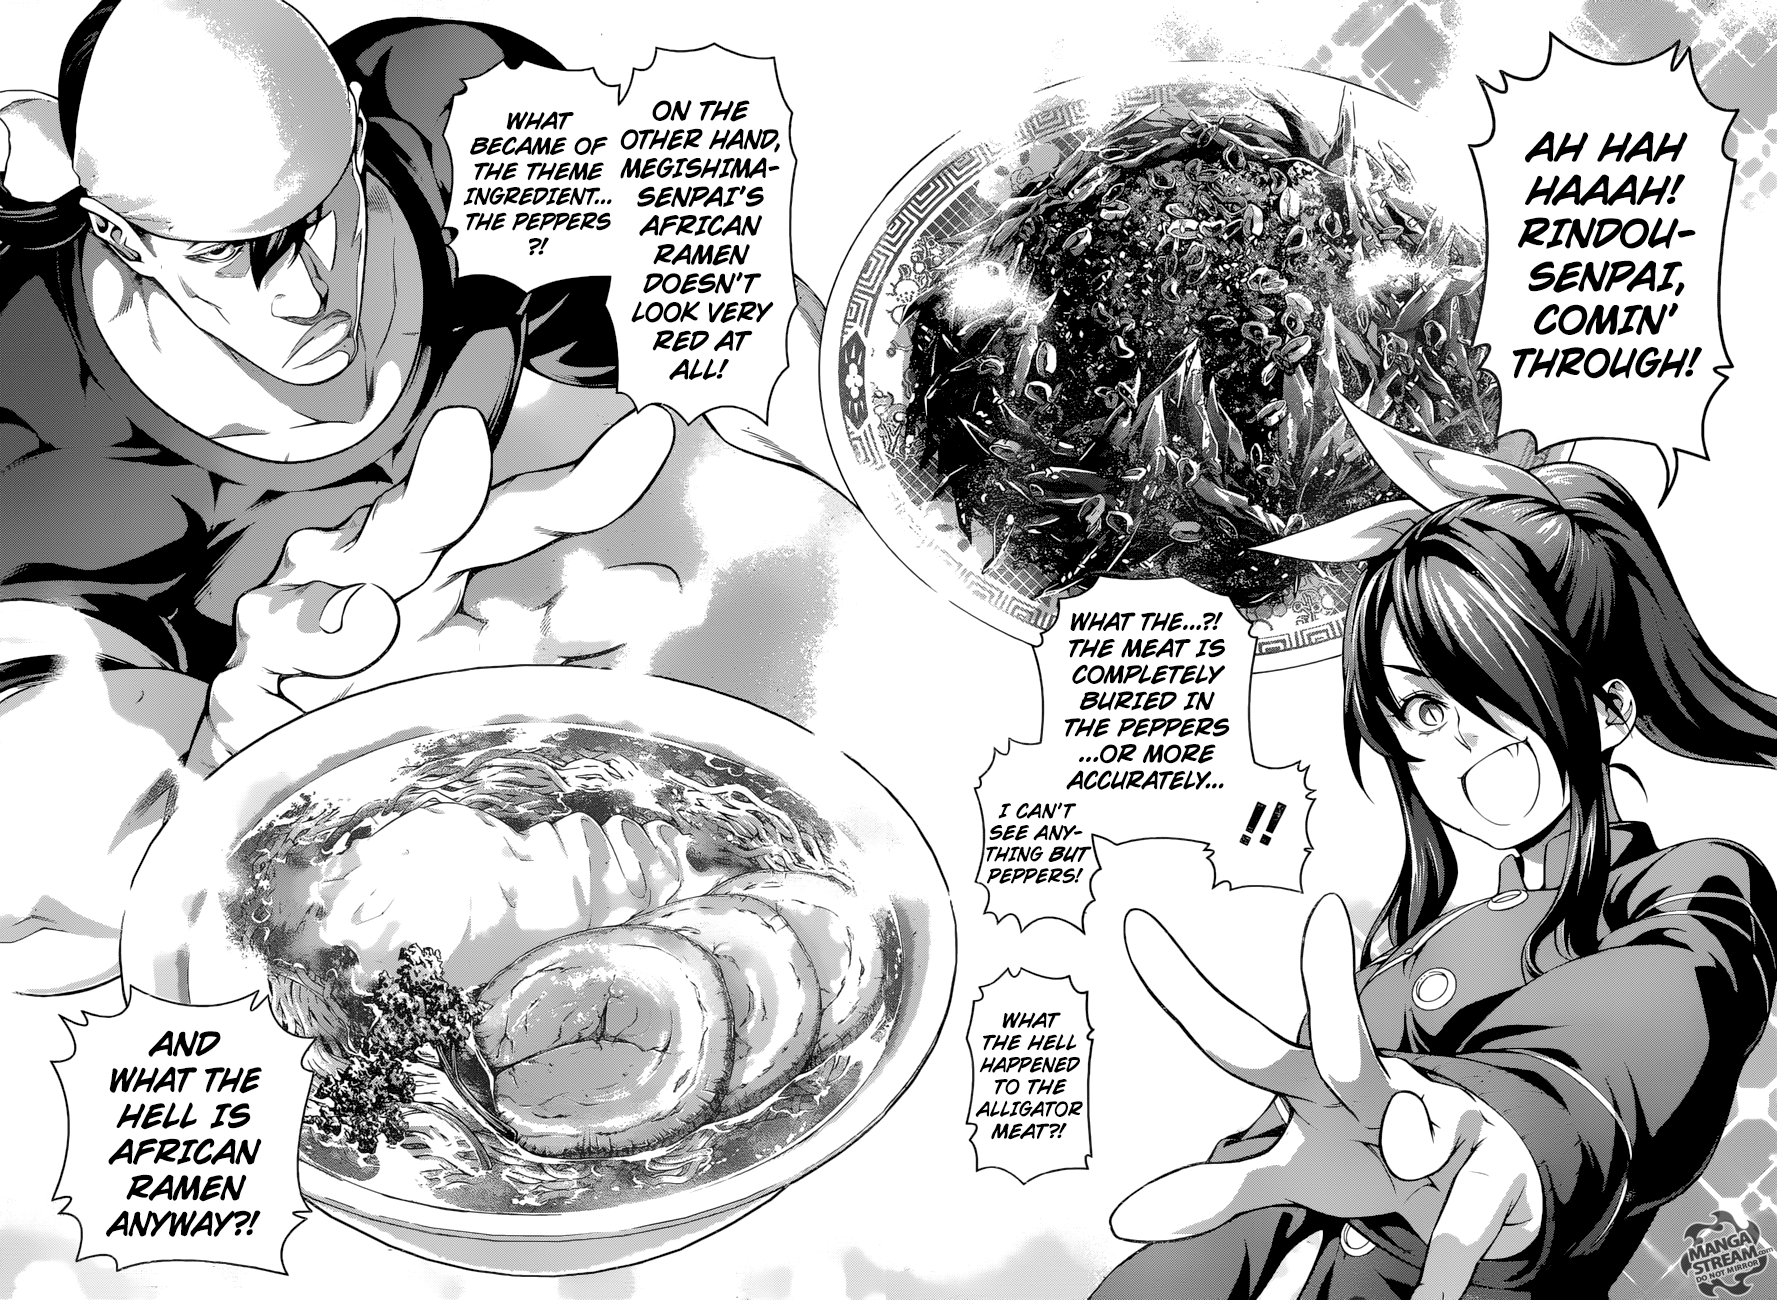 AH HAH
HAAAH!
RINDOU-
SENPAI,
COMIN'
THROUGH!
WHAT THE...?!
THE MEAT IS
COMPLETELY
BURIED IN
THE PEPPERS
...OR MORE
ACCURATELY...
!!
I CAN'T
SEE ANY-
THING BUT
PEPPERS!
WHAT
THE HELL
HAPPENED
TO THE
ALLIGATOR
MEAT?!
ON THE
OTHER HAND,
MEGISHIMA-
SENPAI'S
AFRICAN
RAMEN
DOESN'T
LOOK VERY
RED AT
ALL!
WHAT
BECAME OF
THE THEME
INGREDIENT...
THE PEPPERS
?!
AND
WHAT THE
HELL IS
AFRICAN
RAMEN
ANYWAY?!
MANGA
STREAM.com
DO NOT MIRROR